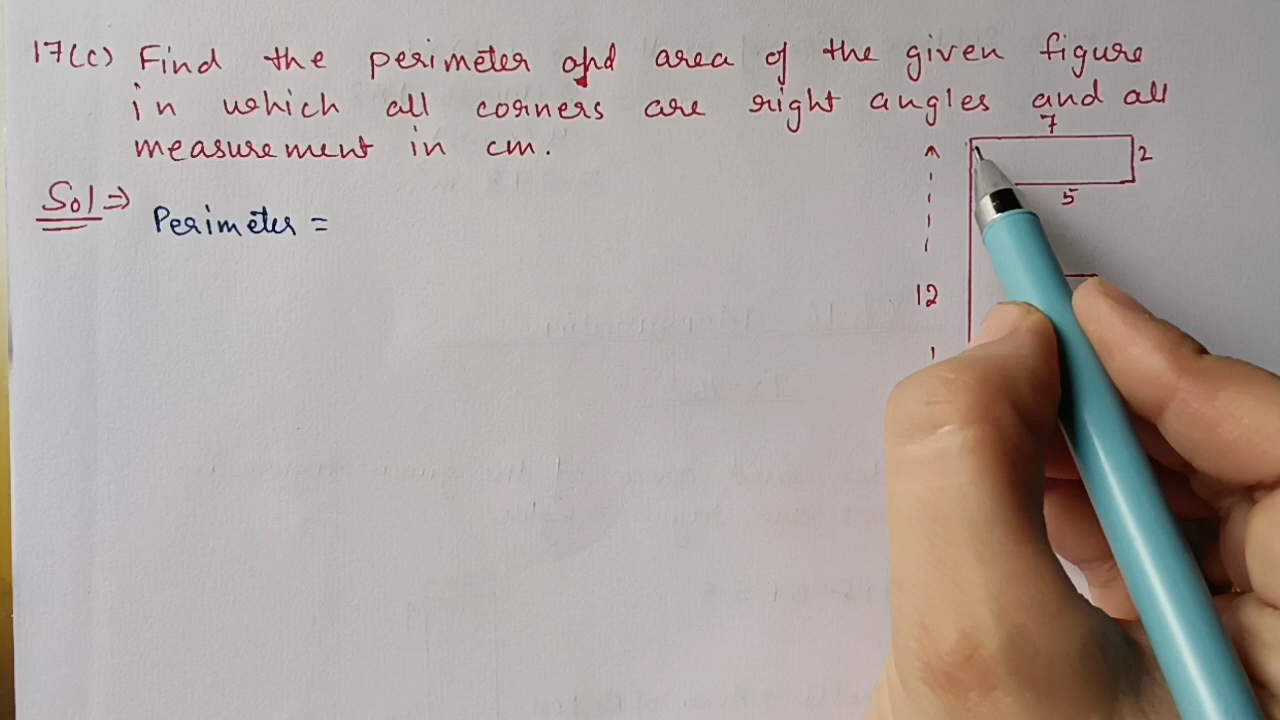 17(c) Find the perimeter and area of the given figure
in which all corners are right angles and all
measurement in cm.
7
2
Sol ⇒
5
Perimeter =
12